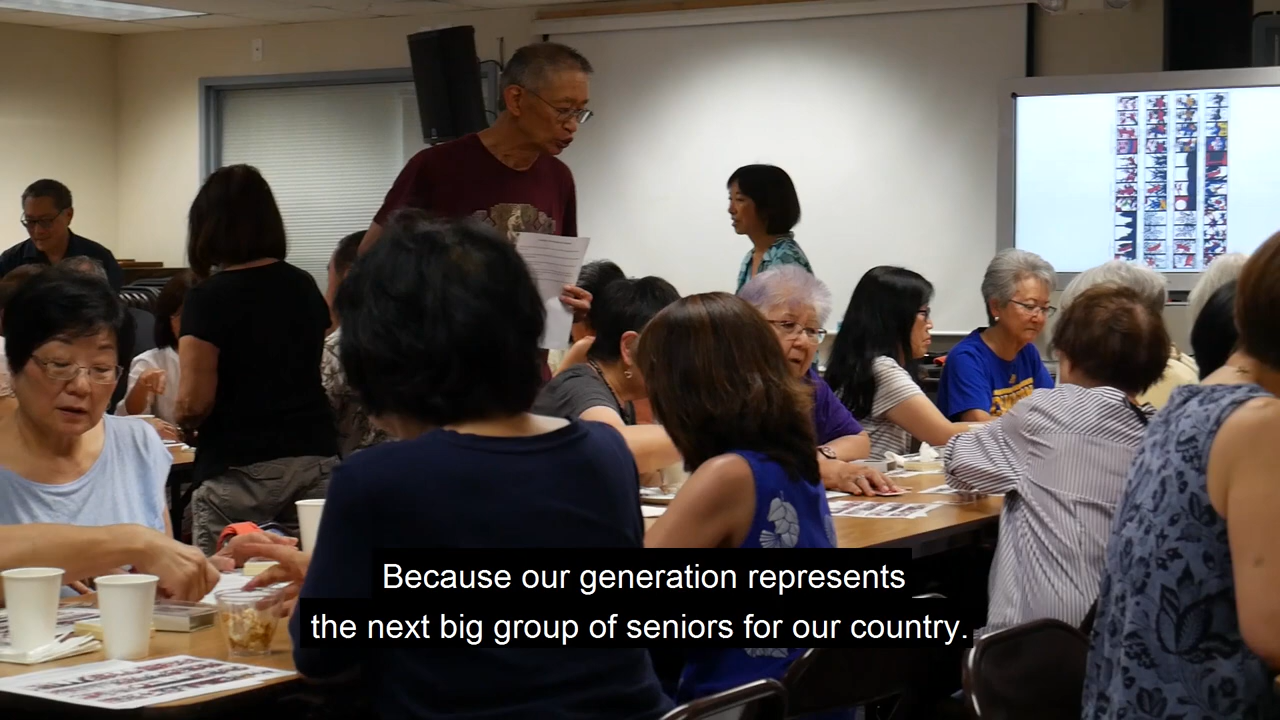 Because our generation represents
the next big group of seniors for our country.